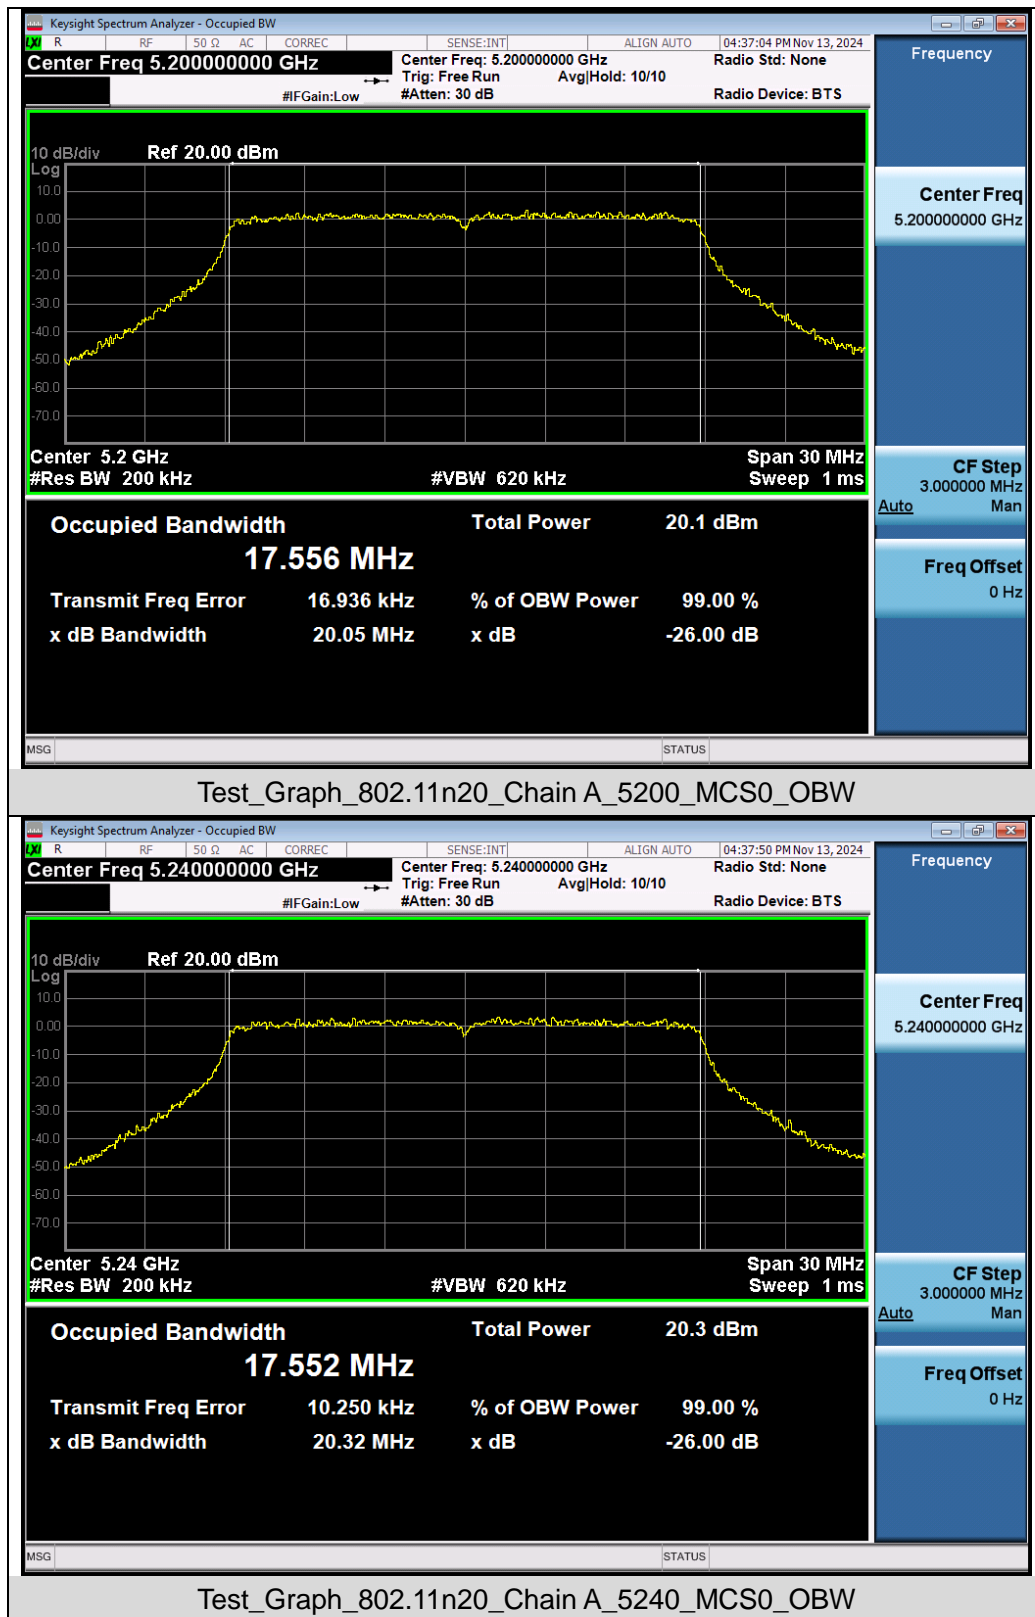 Keysight Spectrum Analyzer - Occupied BW
LXI R RF 50 Ω AC CORREC SENSE:INT ALIGN AUTO 04:37:04 PM Nov 13, 2024
Center Freq 5.200000000 GHz
Center Freq: 5.200000000 GHz
Radio Std: None
Trig: Free Run Avg|Hold: 10/10
#IFGain:Low
#Atten: 30 dB
Radio Device: BTS
10 dB/div Ref 20.00 dBm
Log
10.0
0.00
-10.0
-20.0
-30.0
-40.0
-50.0
-60.0
-70.0
Center 5.2 GHz Span 30 MHz
#Res BW 200 kHz #VBW 620 kHz Sweep 1 ms
Occupied Bandwidth Total Power 20.1 dBm
17.556 MHz
Transmit Freq Error 16.936 kHz % of OBW Power 99.00 %
x dB Bandwidth 20.05 MHz x dB -26.00 dB
MSG STATUS
Frequency
Center Freq
5.200000000 GHz
CF Step
3.000000 MHz
Auto Man
Freq Offset
0 Hz
Test_Graph_802.11n20_Chain A_5200_MCS0_OBW
Keysight Spectrum Analyzer - Occupied BW
LXI R RF 50 Ω AC CORREC SENSE:INT ALIGN AUTO 04:37:50 PM Nov 13, 2024
Center Freq 5.240000000 GHz
Center Freq: 5.240000000 GHz
Radio Std: None
Trig: Free Run Avg|Hold: 10/10
#IFGain:Low
#Atten: 30 dB
Radio Device: BTS
10 dB/div Ref 20.00 dBm
Log
10.0
0.00
-10.0
-20.0
-30.0
-40.0
-50.0
-60.0
-70.0
Center 5.24 GHz Span 30 MHz
#Res BW 200 kHz #VBW 620 kHz Sweep 1 ms
Occupied Bandwidth Total Power 20.3 dBm
17.552 MHz
Transmit Freq Error 10.250 kHz % of OBW Power 99.00 %
x dB Bandwidth 20.32 MHz x dB -26.00 dB
MSG STATUS
Frequency
Center Freq
5.240000000 GHz
CF Step
3.000000 MHz
Auto Man
Freq Offset
0 Hz
Test_Graph_802.11n20_Chain A_5240_MCS0_OBW